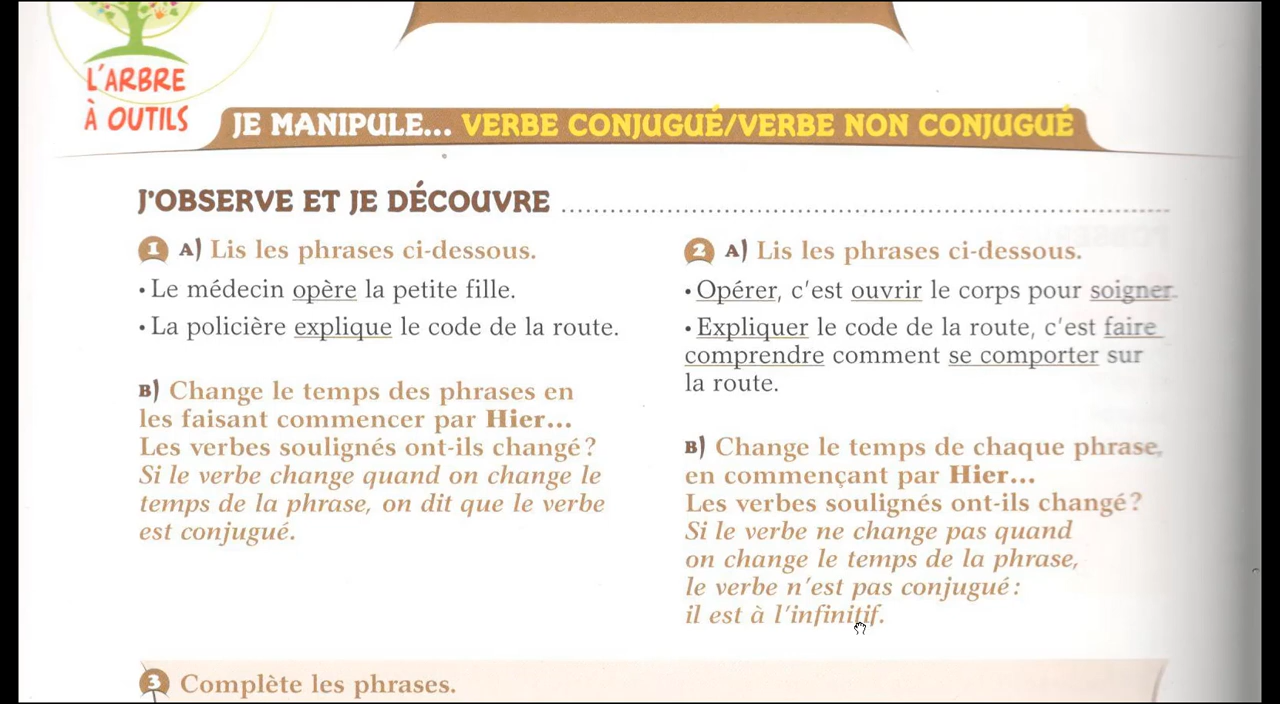 L'ARBRE
À OUTILS
JE MANIPULE... VERBE CONJUGUÉ/VERBE NON CONJUGUÉ
J'OBSERVE ET JE DÉCOUVRE
1 A) Lis les phrases ci-dessous.
• Le médecin opère la petite fille.
• La policière explique le code de la route.
B) Change le temps des phrases en
les faisant commencer par Hier...
Les verbes soulignés ont-ils changé ?
Si le verbe change quand on change le
temps de la phrase, on dit que le verbe
est conjugué.
2 A) Lis les phrases ci-dessous.
• Opérer, c'est ouvrir le corps pour soigner.
• Expliquer le code de la route, c'est faire
comprendre comment se comporter sur
la route.
B) Change le temps de chaque phrase,
en commençant par Hier...
Les verbes soulignés ont-ils changé ?
Si le verbe ne change pas quand
on change le temps de la phrase,
le verbe n'est pas conjugué :
il est à l'infinitif.
3 Complète les phrases.